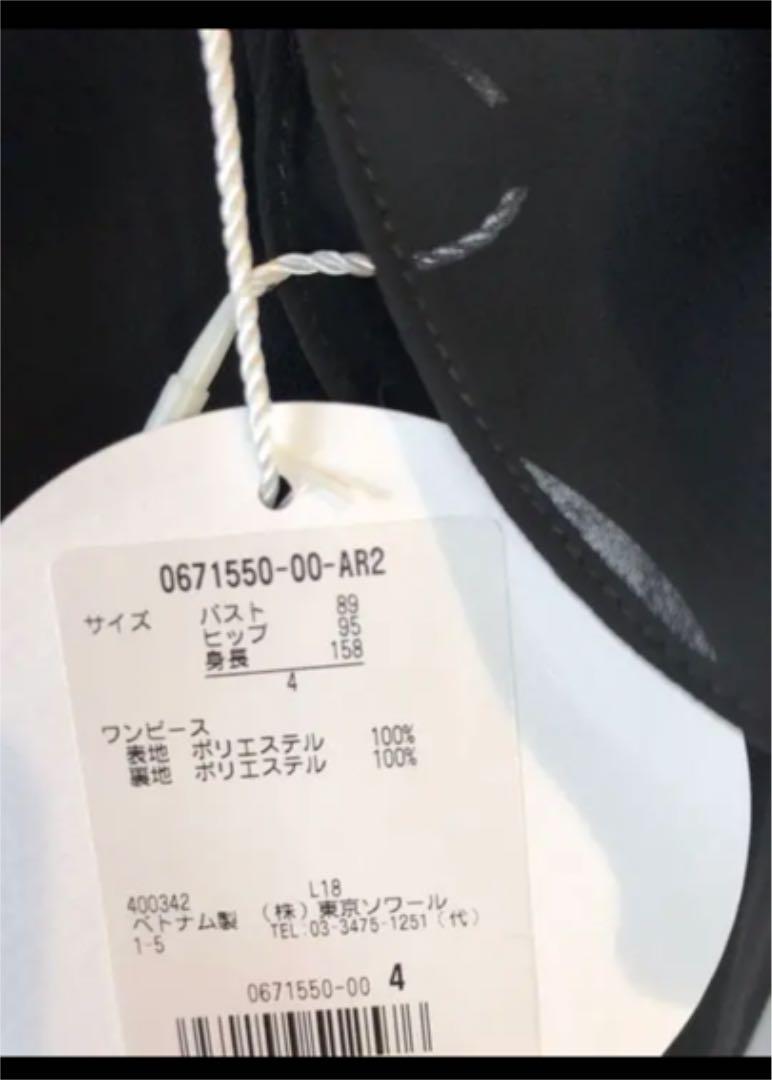 0671550-00-AR2
サイズ バスト 89
ヒップ 95
身長 158
4
ワンピース
表地 ポリエステル 100%
裏地 ポリエステル 100%
L18
400342 (株)東京ソワール
ベトナム製 TEL:03-3475-1251(代)
1-5
0671550-00 4